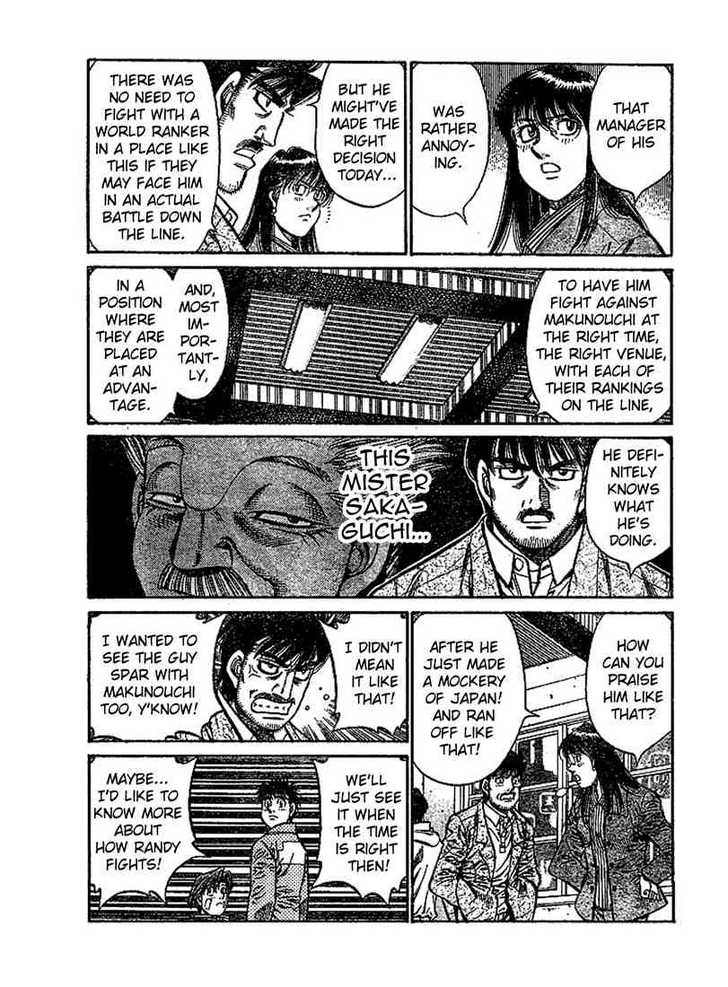 THAT
MANAGER
OF HIS
WAS
RATHER
ANNOY-
ING.
BUT HE
MIGHT'VE
MADE THE
RIGHT
DECISION
TODAY...
THERE WAS
NO NEED TO
FIGHT WITH A
WORLD RANKER
IN A PLACE LIKE
THIS IF THEY
MAY FACE HIM
IN AN ACTUAL
BATTLE DOWN
THE LINE.
TO HAVE HIM
FIGHT AGAINST
MAKUNOUCHI AT
THE RIGHT TIME,
THE RIGHT VENUE,
WITH EACH OF
THEIR RANKINGS
ON THE LINE,
AND,
MOST
IM-
POR-
TANT-
LY,
IN A
POSITION
WHERE
THEY ARE
PLACED
AT AN
ADVAN-
TAGE.
HE DEFI-
NITELY
KNOWS
WHAT
HE'S
DOING.
THIS
MISTER
SAKA-
GUCHI...
HOW
CAN YOU
PRAISE
HIM LIKE
THAT?
AFTER HE
JUST MADE
A MOCKERY
OF JAPAN!
AND RAN
OFF LIKE
THAT!
I DIDN'T
MEAN
IT LIKE
THAT!
I WANTED TO
SEE THE GUY
SPAR WITH
MAKUNOUCHI
TOO, Y'KNOW!
WE'LL
JUST SEE
IT WHEN
THE TIME
IS RIGHT
THEN!
MAYBE...
I'D LIKE TO
KNOW MORE
ABOUT
HOW RANDY
FIGHTS!